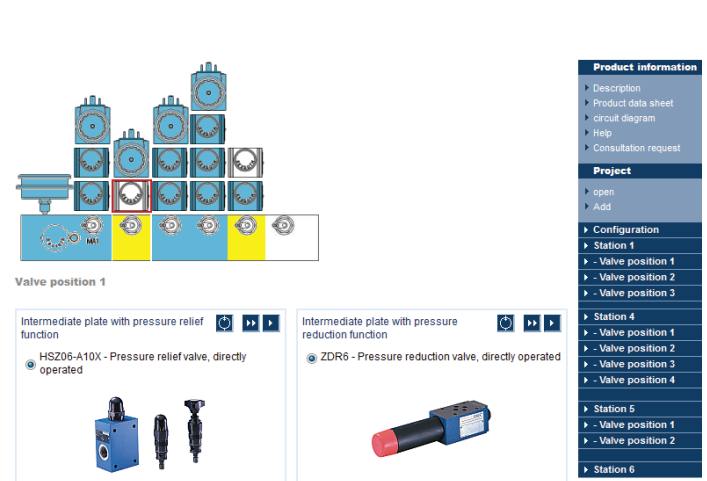 MA1
Valve position 1
Intermediate plate with pressure relief
function
HSZ06-A10X - Pressure relief valve, directly
operated
Intermediate plate with pressure
reduction function
ZDR6 - Pressure reduction valve, directly operated
Product information
Description
Product data sheet
circuit diagram
Help
Consultation request
Project
open
Add
Configuration
Station 1
- Valve position 1
- Valve position 2
- Valve position 3
Station 4
- Valve position 1
- Valve position 2
- Valve position 3
- Valve position 4
Station 5
- Valve position 1
- Valve position 2
Station 6